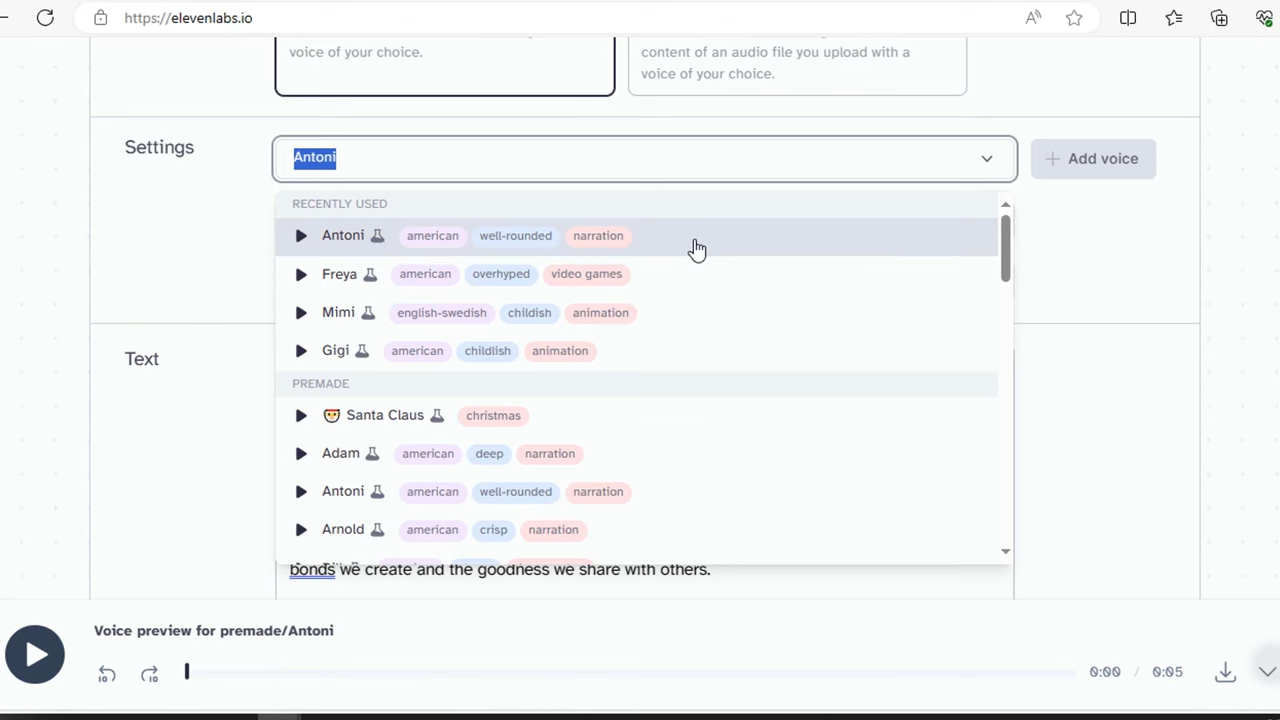 https://elevenlabs.io
voice of your choice.
content of an audio file you upload with a
voice of your choice.
Settings
Antoni
+ Add voice
RECENTLY USED
Antoni american well-rounded narration
Freya american overhyped video games
Mimi english-swedish childish animation
Gigi american childlish animation
PREMADE
Santa Claus christmas
Adam american deep narration
Antoni american well-rounded narration
Arnold american crisp narration
Text
bonds we create and the goodness we share with others.
Voice preview for premade/Antoni
10 10 0:00 / 0:05